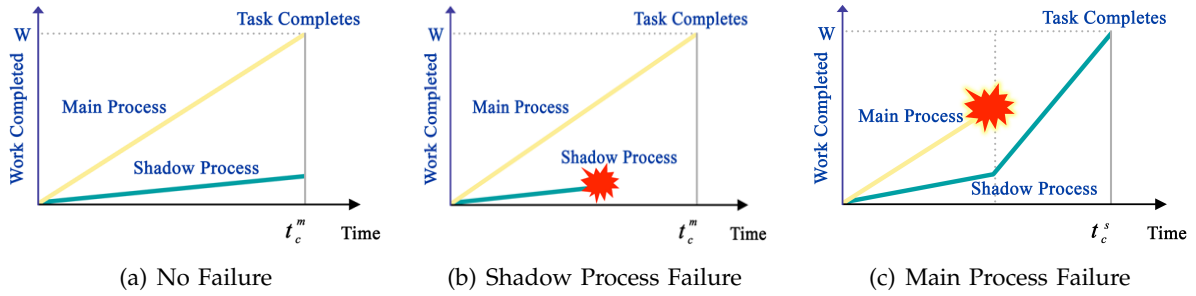 Task Completes
W
Work Completed
Main Process
Shadow Process
t_c^m
Time
(a) No Failure
Task Completes
W
Work Completed
Main Process
Shadow Process
t_c^m
Time
(b) Shadow Process Failure
Task Completes
W
Work Completed
Main Process
Shadow Process
t_c^s
Time
(c) Main Process Failure